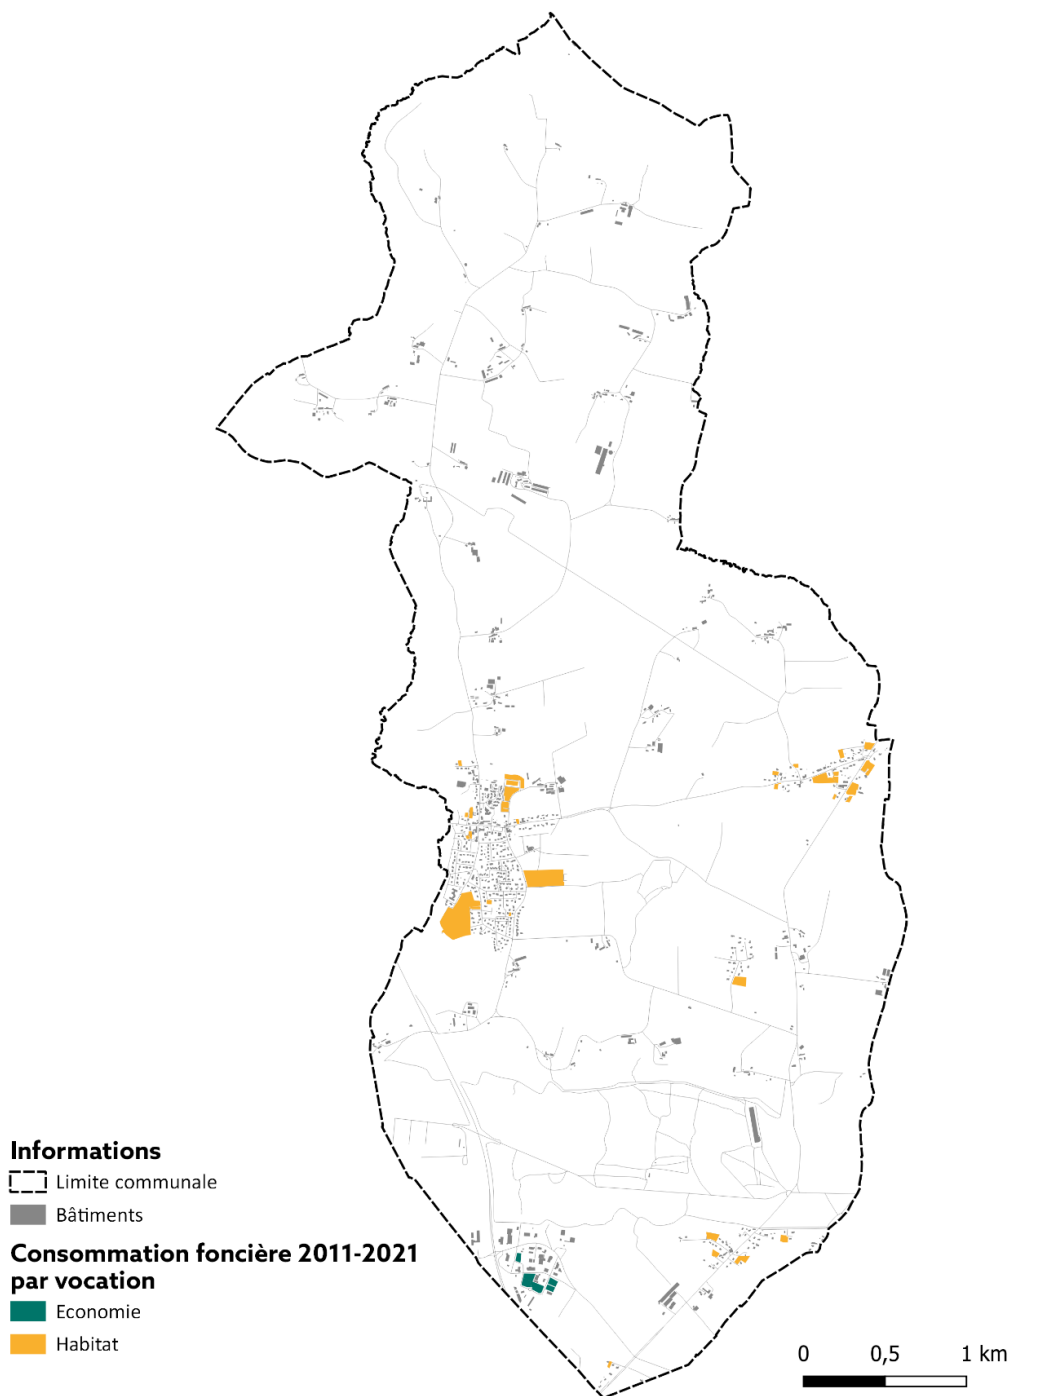 Informations
Limite communale
Bâtiments
Consommation foncière 2011-2021
par vocation
Economie
Habitat
0 0,5 1 km